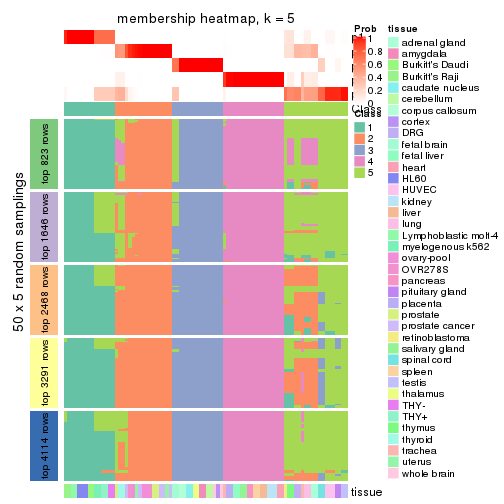 membership heatmap, k = 5
50 x 5 random samplings
top 823 rows
top 1646 rows
top 2468 rows
top 3291 rows
top 4114 rows
Prob
1
0.8
0.6
0.4
0.2
0
Class
Class
1
2
3
4
5
tissue
tissue
adrenal gland
amygdala
Burkitt's Daudi
Burkitt's Raji
caudate nucleus
cerebellum
corpus callosum
cortex
DRG
fetal brain
fetal liver
heart
HL60
HUVEC
kidney
liver
lung
Lymphoblastic molt-4
myelogenous k562
ovary-pool
OVR278S
pancreas
pituitary gland
placenta
prostate
prostate cancer
retinoblastoma
salivary gland
spinal cord
spleen
testis
thalamus
THY-
THY+
thymus
thyroid
trachea
uterus
whole brain